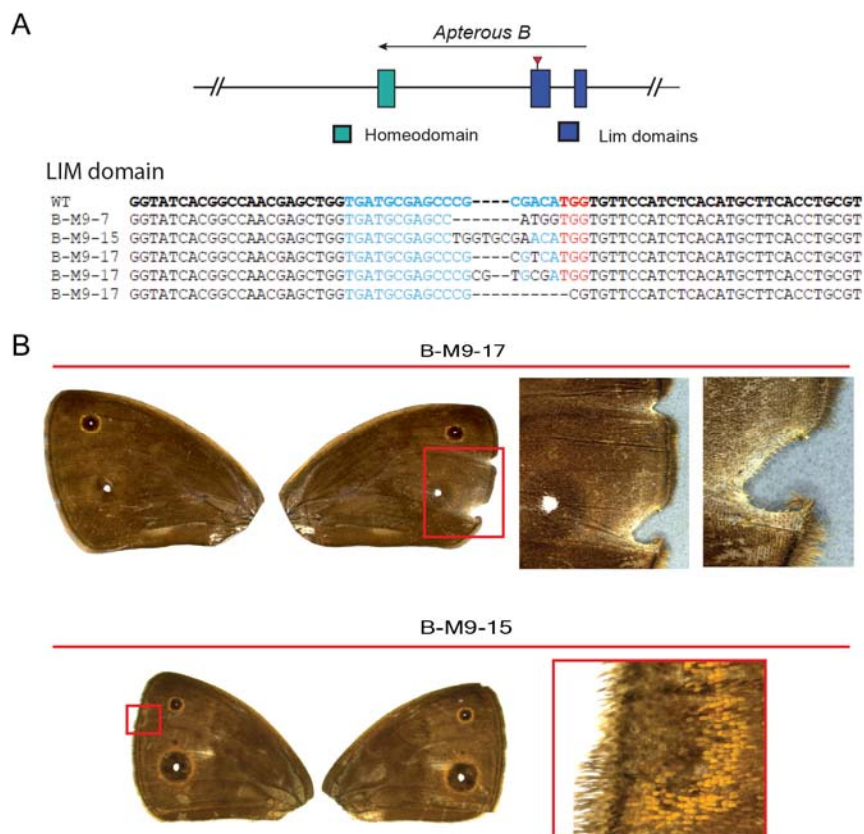 A
Apterous B
Homeodomain
Lim domains
LIM domain
WT GGTATCACGGCCAACGAGCTGGTGATGCGAGCCCG----CGACATGGTGTTCCATCTCACATGCTTCACCTGCGT
B-M9-7 GGTATCACGGCCAACGAGCTGGTGATGCGAGCC-------ATGGTGGTGTTCCATCTCACATGCTTCACCTGCGT
B-M9-15 GGTATCACGGCCAACGAGCTGGTGATGCGAGCCTGGTGCGAACATGGTGTTCCATCTCACATGCTTCACCTGCGT
B-M9-17 GGTATCACGGCCAACGAGCTGGTGATGCGAGCCCG----CGTCATGGTGTTCCATCTCACATGCTTCACCTGCGT
B-M9-17 GGTATCACGGCCAACGAGCTGGTGATGCGAGCCCGCG--TGCGATGGTGTTCCATCTCACATGCTTCACCTGCGT
B-M9-17 GGTATCACGGCCAACGAGCTGGTGATGCGAGCCCG----------CGTGTTCCATCTCACATGCTTCACCTGCGT
B
B-M9-17
B-M9-15